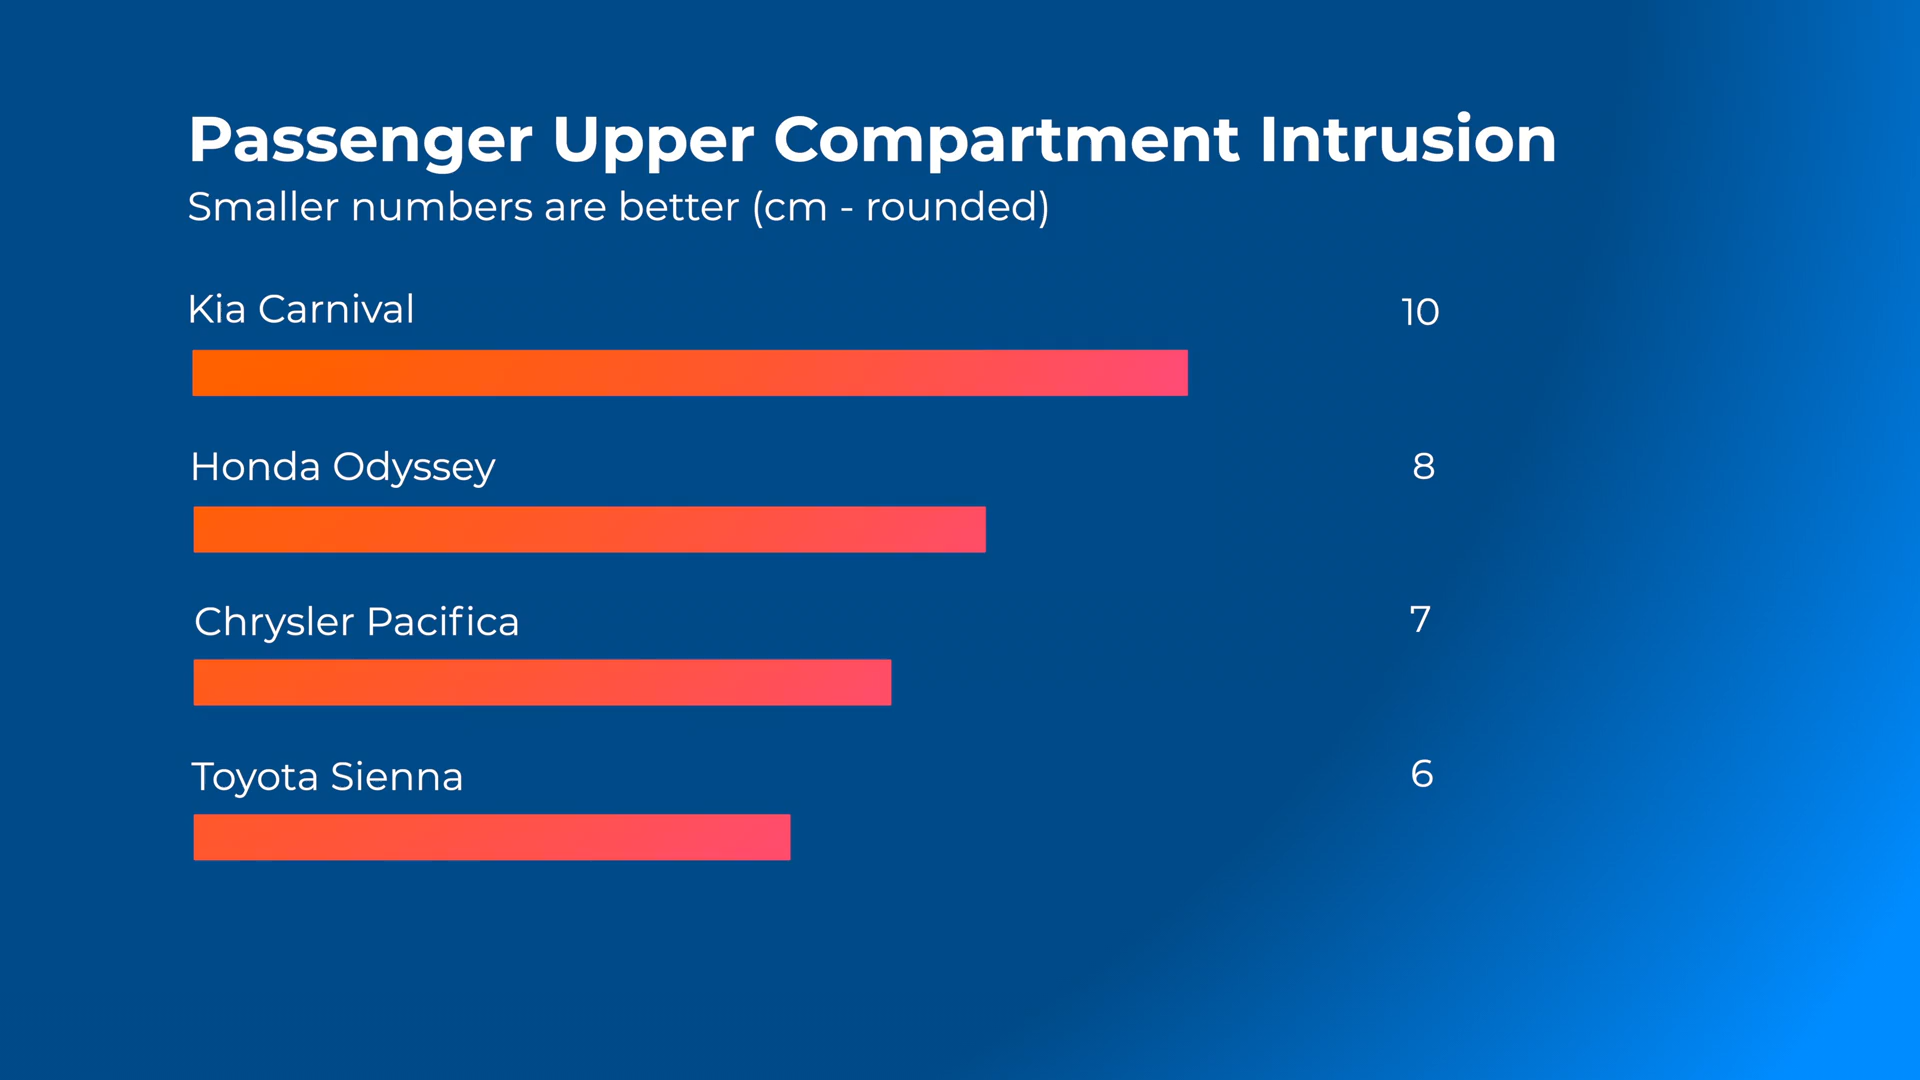 Passenger Upper Compartment Intrusion
Smaller numbers are better (cm - rounded)
Kia Carnival 10
Honda Odyssey 8
Chrysler Pacifica 7
Toyota Sienna 6